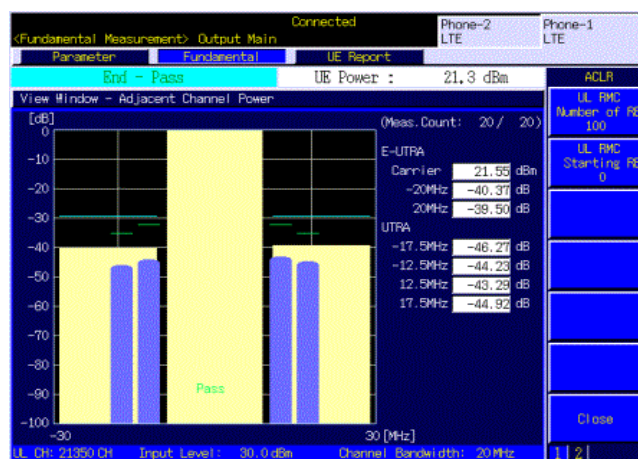 Connected
Phone-2
LTE
Phone-1
LTE
<Fundamental Measurement> Output Main
Parameter
Fundamental
UE Report
End - Pass
UE Power : 21.3 dBm
ACLR
View Window - Adjacent Channel Power
UL RMC
Number of RB
100
UL RMC
Starting RB
0
[dB]
(Meas.Count: 20 / 20)
0
-10
-20
-30
-40
-50
-60
-70
-80
-90
-100
E-UTRA
Carrier 21.55 dBm
-20MHz -40.37 dB
20MHz -39.50 dB
UTRA
-17.5MHz -46.27 dB
-12.5MHz -44.23 dB
12.5MHz -43.29 dB
17.5MHz -44.92 dB
Pass
-30
30 [MHz]
Close
UL CH: 21350 CH Input Level: 30.0 dBm Channel Bandwidth: 20 MHz
1 2